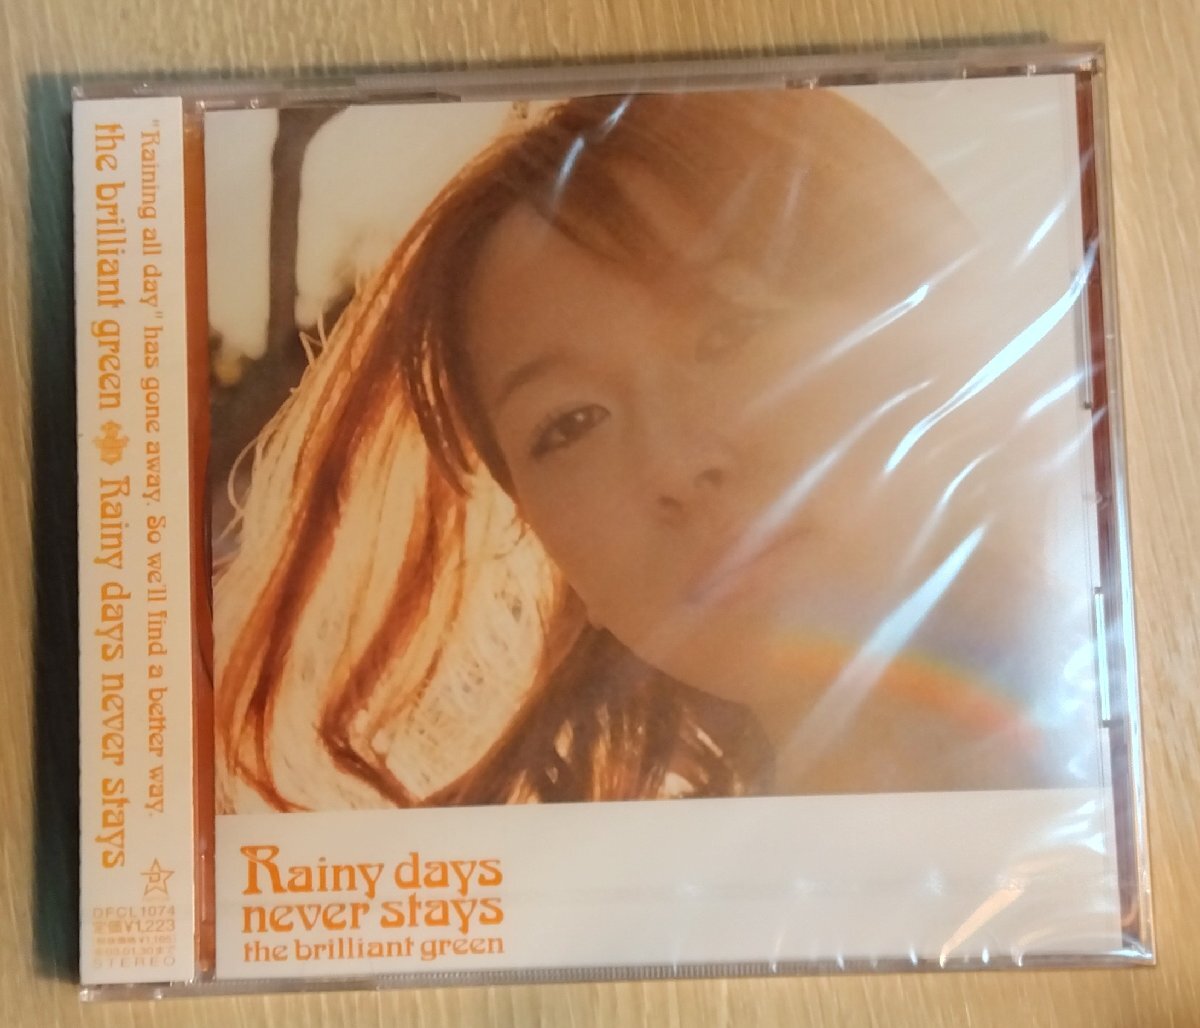 "Raining all day" has gone away. So we'll find a better way.
the brilliant green Rainy days never stays
DFCL1074
定価¥1,223
STEREO
Rainy days
never stays
the brilliant green